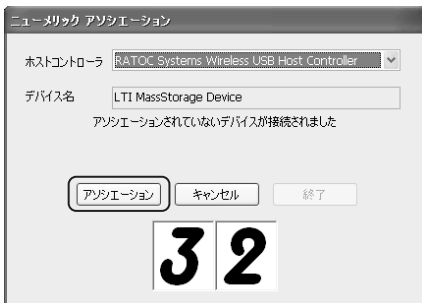 ニューメリック アソシエーション
ホストコントローラ RATOC Systems Wireless USB Host Controller
デバイス名 LTI MassStorage Device
アソシエーションされていないデバイスが接続されました
アソシエーション キャンセル 終了
32